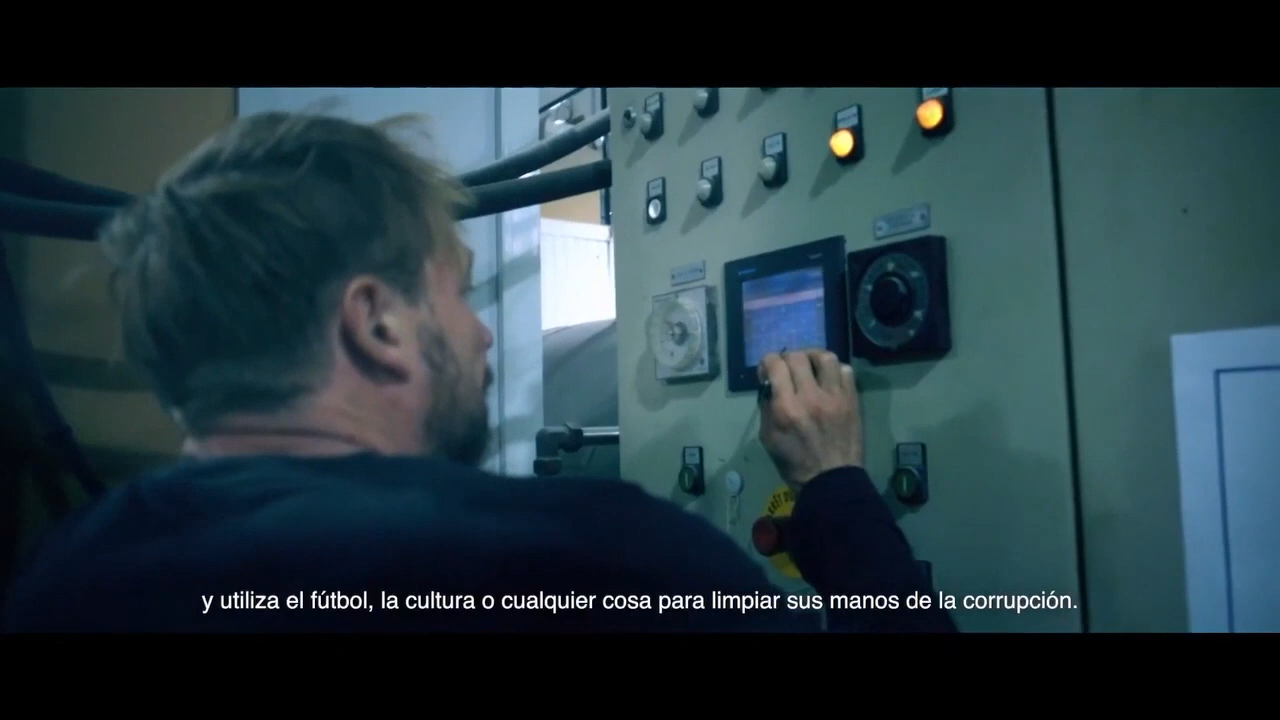 y utiliza el fútbol, la cultura o cualquier cosa para limpiar sus manos de la corrupción.